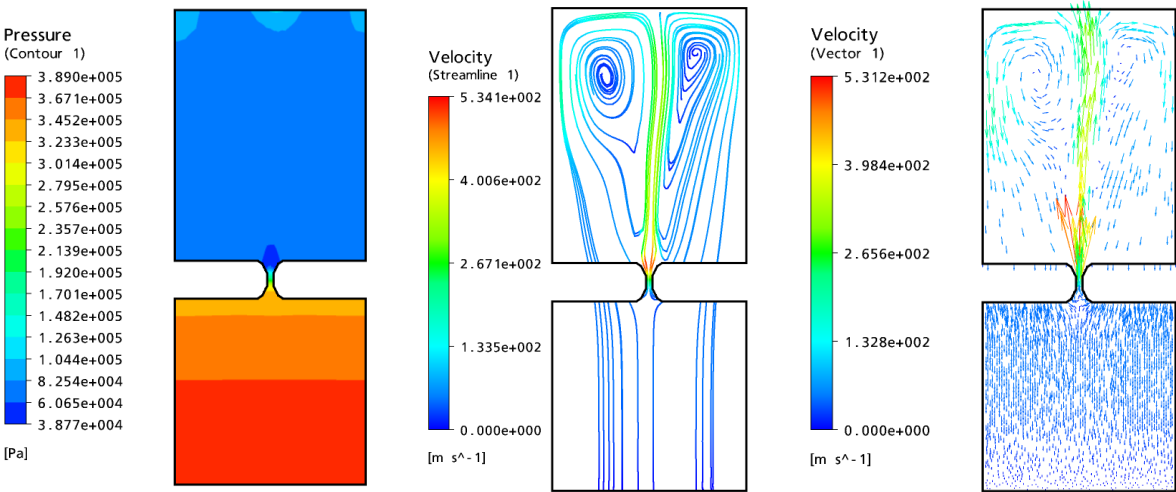 Pressure
(Contour 1)
3.890e+005
3.671e+005
3.452e+005
3.233e+005
3.014e+005
2.795e+005
2.576e+005
2.357e+005
2.139e+005
1.920e+005
1.701e+005
1.482e+005
1.263e+005
1.044e+005
8.254e+004
6.065e+004
3.877e+004
[Pa]
Velocity
(Streamline 1)
5.341e+002
4.006e+002
2.671e+002
1.335e+002
0.000e+000
[m s^-1]
Velocity
(Vector 1)
5.312e+002
3.984e+002
2.656e+002
1.328e+002
0.000e+000
[m s^-1]